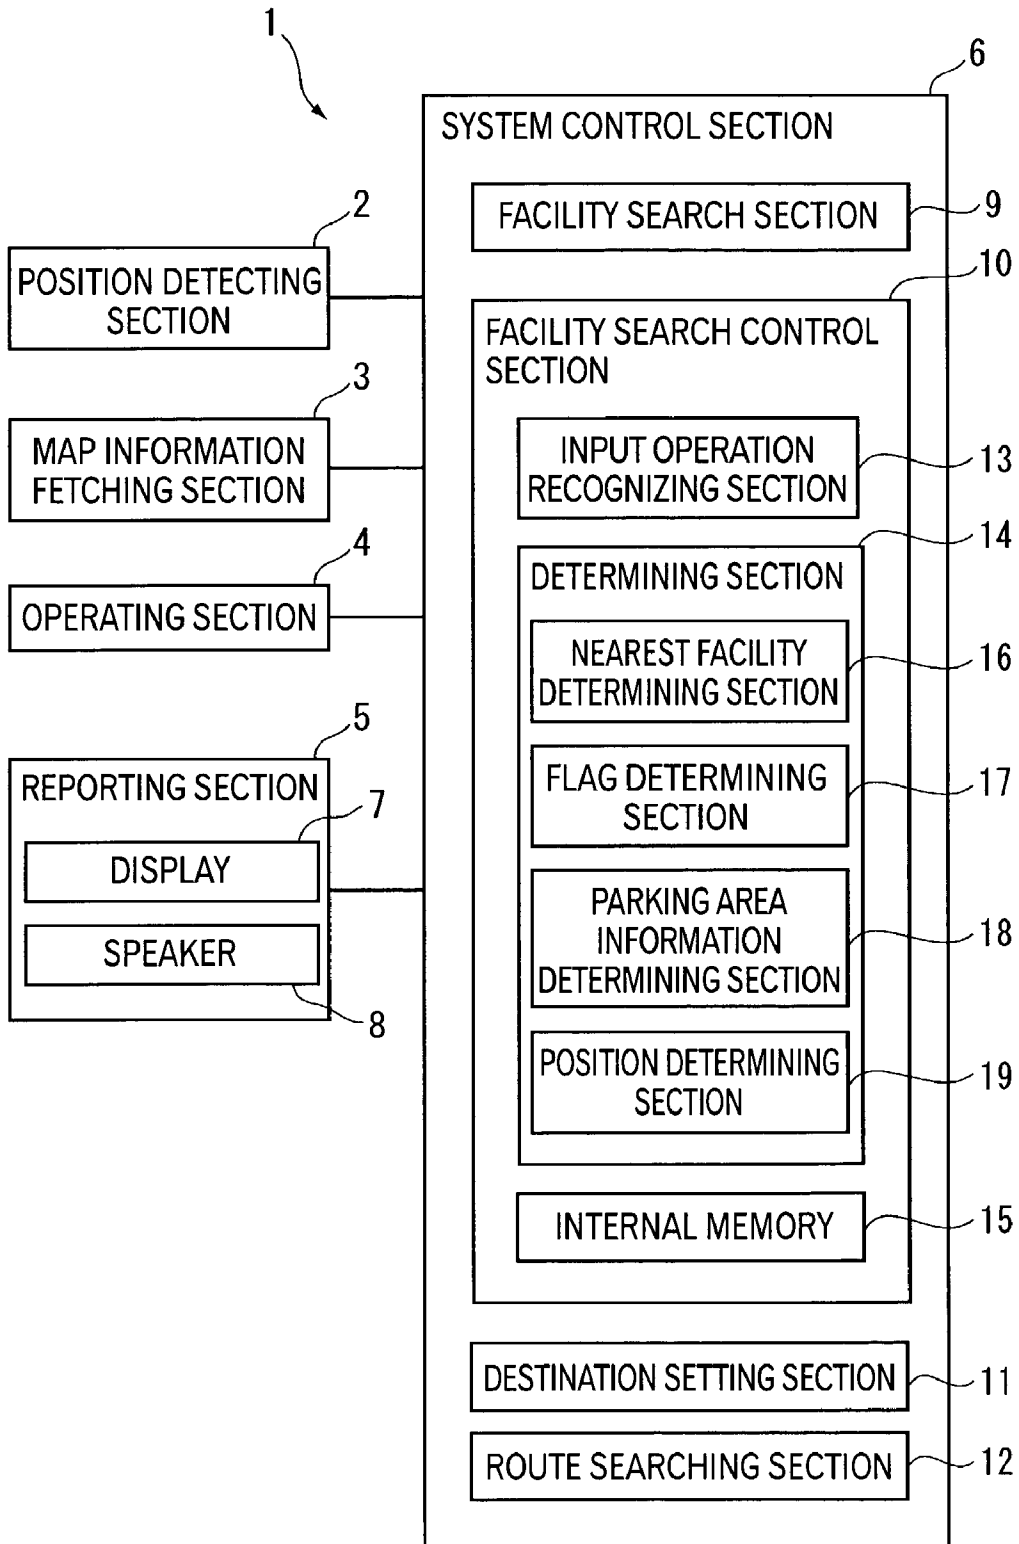 1
6
SYSTEM CONTROL SECTION
FACILITY SEARCH SECTION
9
2
POSITION DETECTING
SECTION
10
FACILITY SEARCH CONTROL
SECTION
3
MAP INFORMATION
FETCHING SECTION
INPUT OPERATION
RECOGNIZING SECTION
13
4
OPERATING SECTION
14
DETERMINING SECTION
NEAREST FACILITY
DETERMINING SECTION
16
5
REPORTING SECTION
7
DISPLAY
SPEAKER
8
FLAG DETERMINING
SECTION
17
PARKING AREA
INFORMATION
DETERMINING SECTION
18
POSITION DETERMINING
SECTION
19
INTERNAL MEMORY
15
DESTINATION SETTING SECTION
11
ROUTE SEARCHING SECTION
12